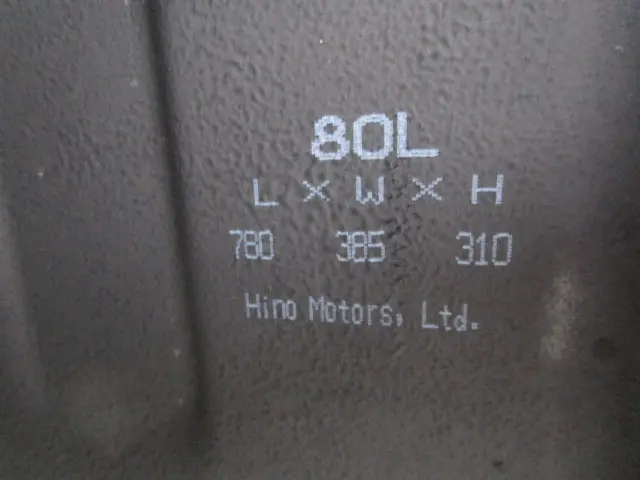 80L
L × W × H
780 385 310
Hino Motors, Ltd.